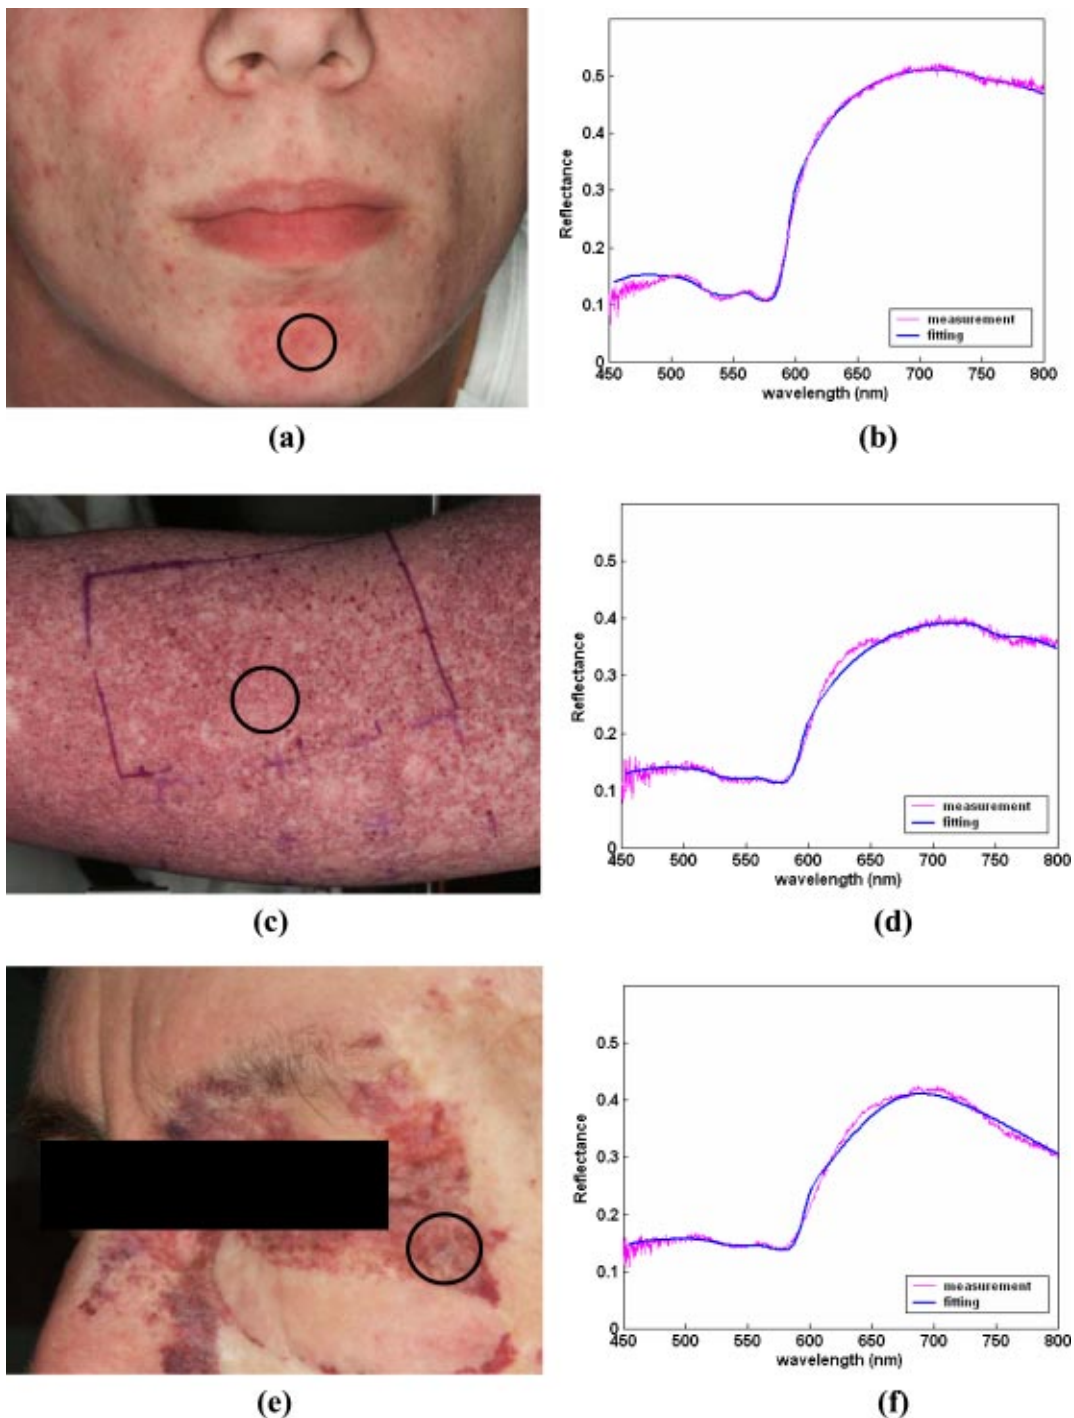 0.5
0.4
0.3
0.2
0.1
0
Reflectance
measurement
fitting
450 500 550 600 650 700 750 800
wavelength (nm)
(a)
(b)
0.5
0.4
0.3
0.2
0.1
0
Reflectance
measurement
fitting
450 500 550 600 650 700 750 800
wavelength (nm)
(c)
(d)
0.5
0.4
0.3
0.2
0.1
0
Reflectance
measurement
fitting
450 500 550 600 650 700 750 800
wavelength (nm)
(e)
(f)